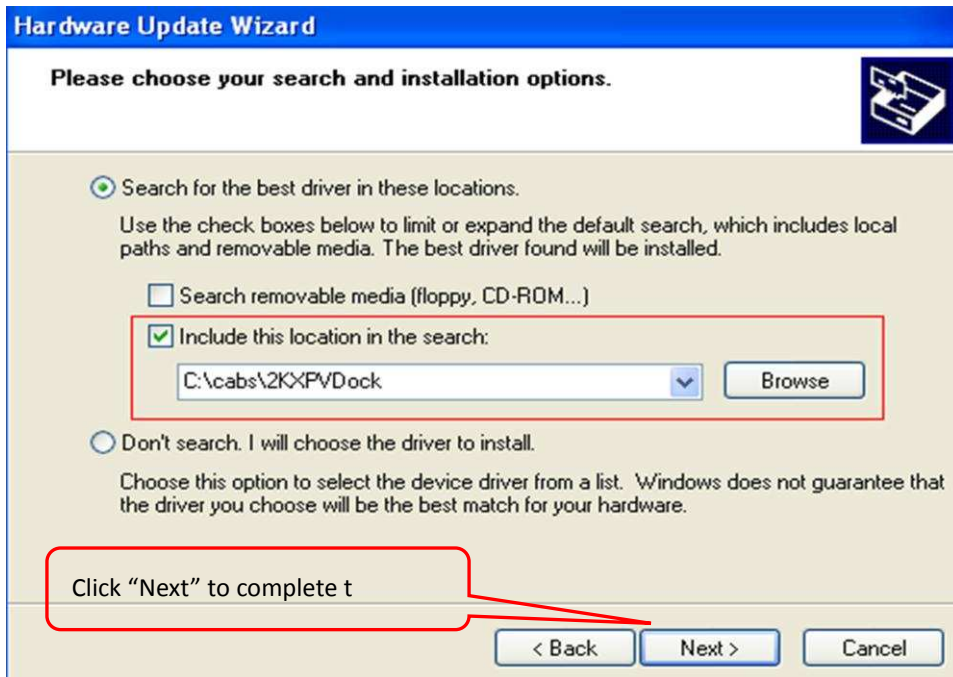 Hardware Update Wizard
Please choose your search and installation options.
Search for the best driver in these locations.
Use the check boxes below to limit or expand the default search, which includes local
paths and removable media. The best driver found will be installed.
Search removable media (floppy, CD-ROM...)
Include this location in the search:
C:\cabs\2KXPVDock
Browse
Don't search. I will choose the driver to install.
Choose this option to select the device driver from a list. Windows does not guarantee that
the driver you choose will be the best match for your hardware.
Click “Next” to complete t
< Back
Next >
Cancel